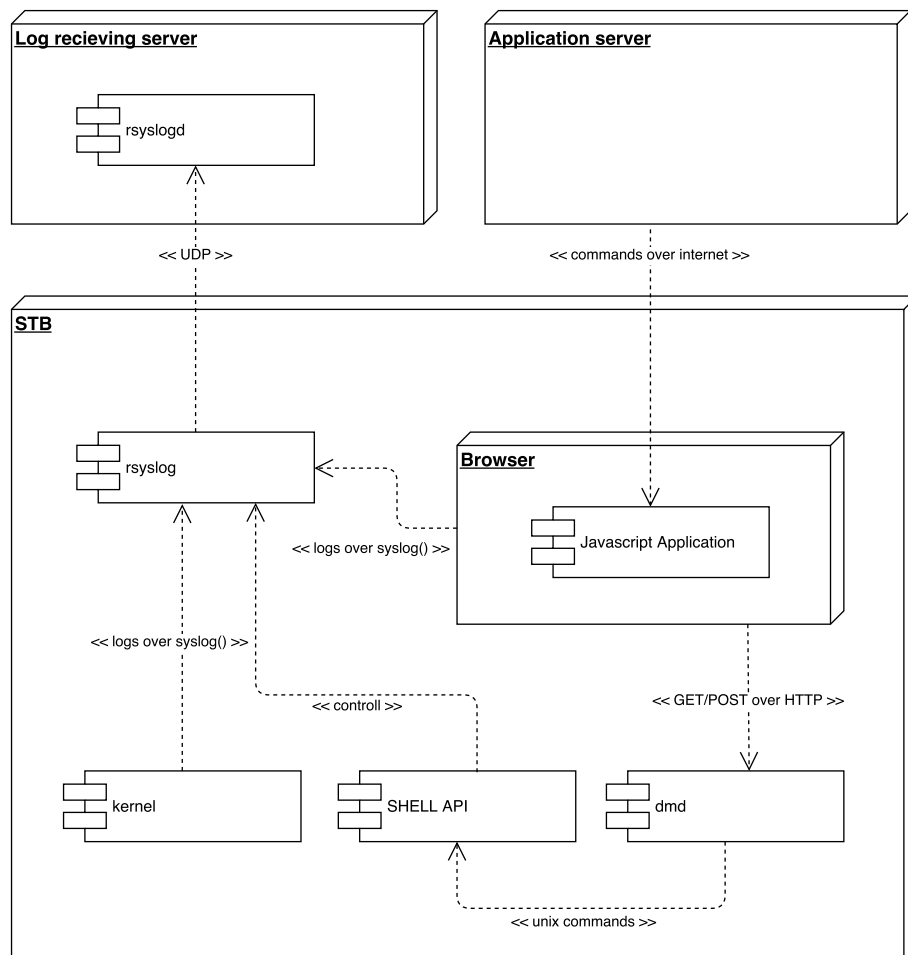 Log recieving server
Application server
rsyslogd
<< UDP >>
<< commands over internet >>
STB
rsyslog
Browser
Javascript Application
<< logs over syslog() >>
<< logs over syslog() >>
<< controll >>
<< GET/POST over HTTP >>
kernel
SHELL API
dmd
<< unix commands >>